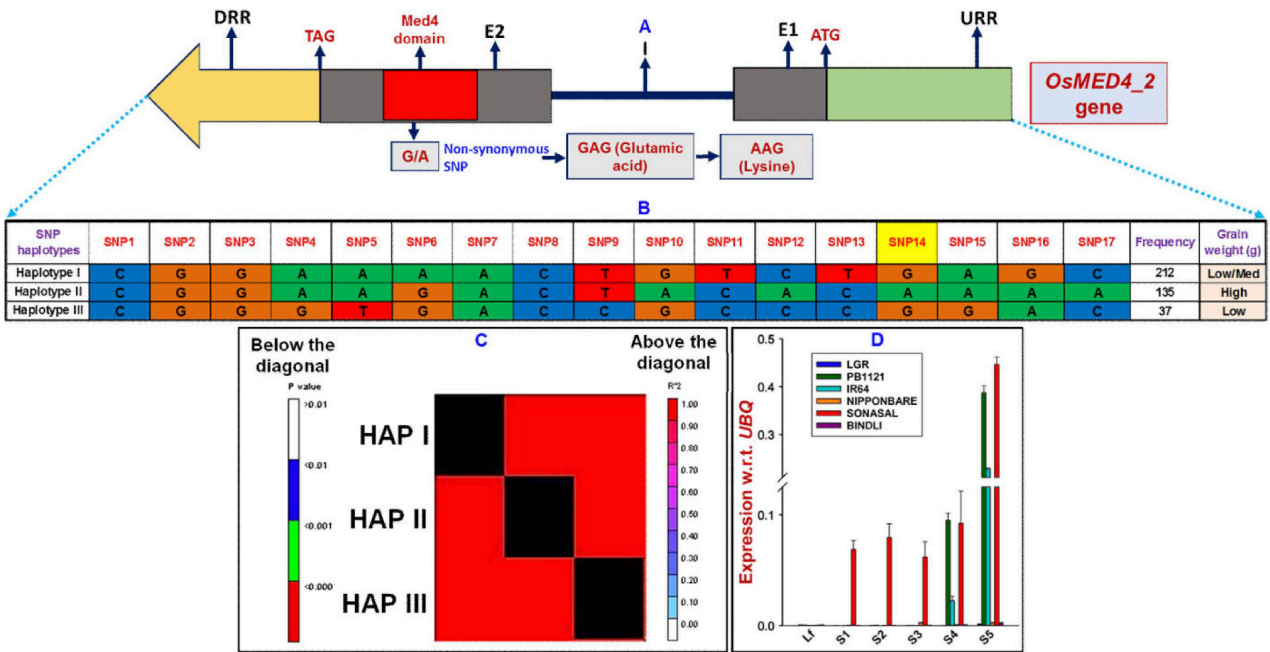 DRR
TAG
Med4
domain
E2
A
I
E1
ATG
URR
OsMED4_2
gene
G/A
Non-synonymous
SNP
GAG (Glutamic
acid)
AAG
(Lysine)
B
SNP haplotypes SNP1 SNP2 SNP3 SNP4 SNP5 SNP6 SNP7 SNP8 SNP9 SNP10 SNP11 SNP12 SNP13 SNP14 SNP15 SNP16 SNP17 Frequency Grain weight (g)
Haplotype I C G G A A A A C T G T C T G A G C 212 Low/Med
Haplotype II C G G A A G A C T A C A C A A A A 135 High
Haplotype III C G G G T G A C C G C C C G G A C 37 Low
C
Below the
diagonal
P value
>0.01
<0.01
<0.001
<0.000
HAP I
HAP II
HAP III
Above the
diagonal
R^2
1.00
0.90
0.80
0.70
0.60
0.50
0.40
0.30
0.20
0.10
0.00
D
Expression w.r.t. UBQ
0.5
0.4
0.3
0.1
0.0
LGR
PB1121
IR64
NIPPONBARE
SONASAL
BINDLI
Lf S1 S2 S3 S4 S5